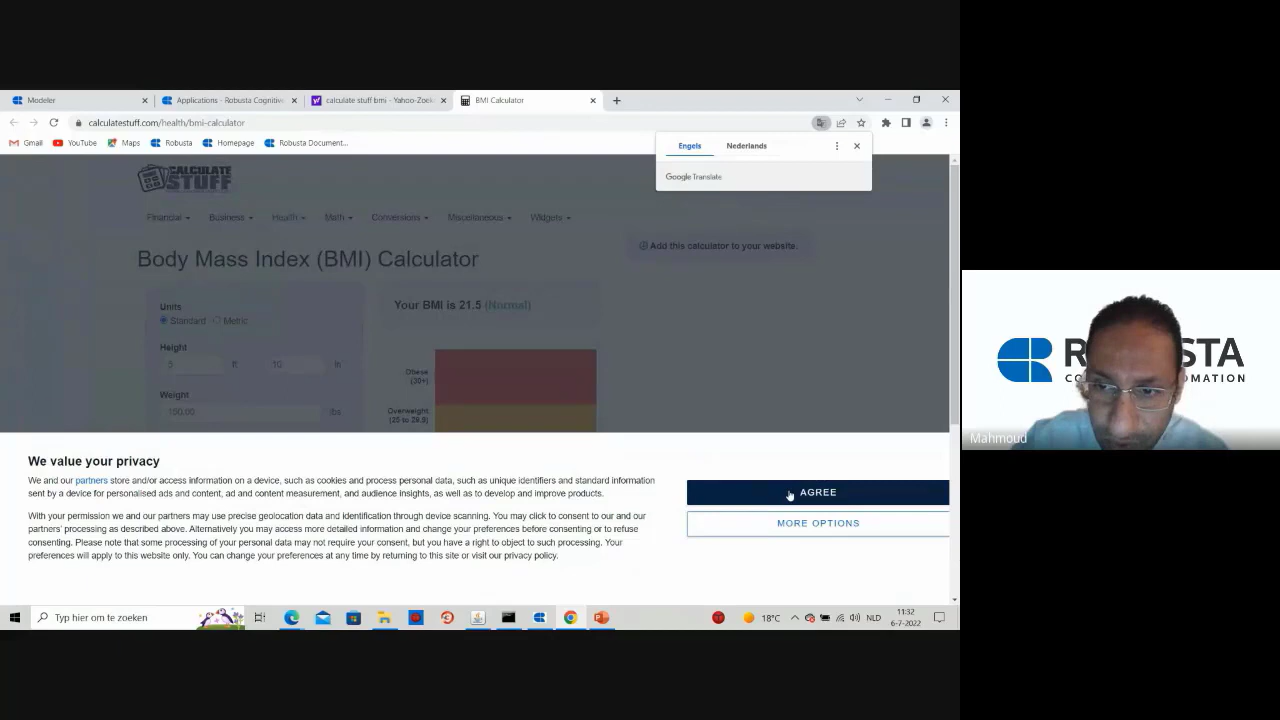 Modeler
Applications - Robusta Cognitive
calculate stuff bmi - Yahoo-Zoek
BMI Calculator
calculatestuff.com/health/bmi-calculator
Gmail YouTube Maps Robusta Homepage Robusta Document...
Engels Nederlands
Google Translate
CALCULATE
STUFF
Financial Business Health Math Conversions Miscellaneous Widgets
Add this calculator to your website.
Body Mass Index (BMI) Calculator
Units
Standard Metric
Your BMI is 21.5 (Normal)
Height
5 ft 10 in
Obese
(30+)
Weight
150.00 lbs
Overweight
(25 to 29.9)
We value your privacy
We and our partners store and/or access information on a device, such as cookies and process personal data, such as unique identifiers and standard information
sent by a device for personalised ads and content, ad and content measurement, and audience insights, as well as to develop and improve products.
With your permission we and our partners may use precise geolocation data and identification through device scanning. You may click to consent to our and our
partners' processing as described above. Alternatively you may access more detailed information and change your preferences before consenting or to refuse
consenting. Please note that some processing of your personal data may not require your consent, but you have a right to object to such processing. Your
preferences will apply to this website only. You can change your preferences at any time by returning to this site or visit our privacy policy.
AGREE
MORE OPTIONS
Typ hier om te zoeken
18°C
NLD
11:32
6-7-2022
Mahmoud